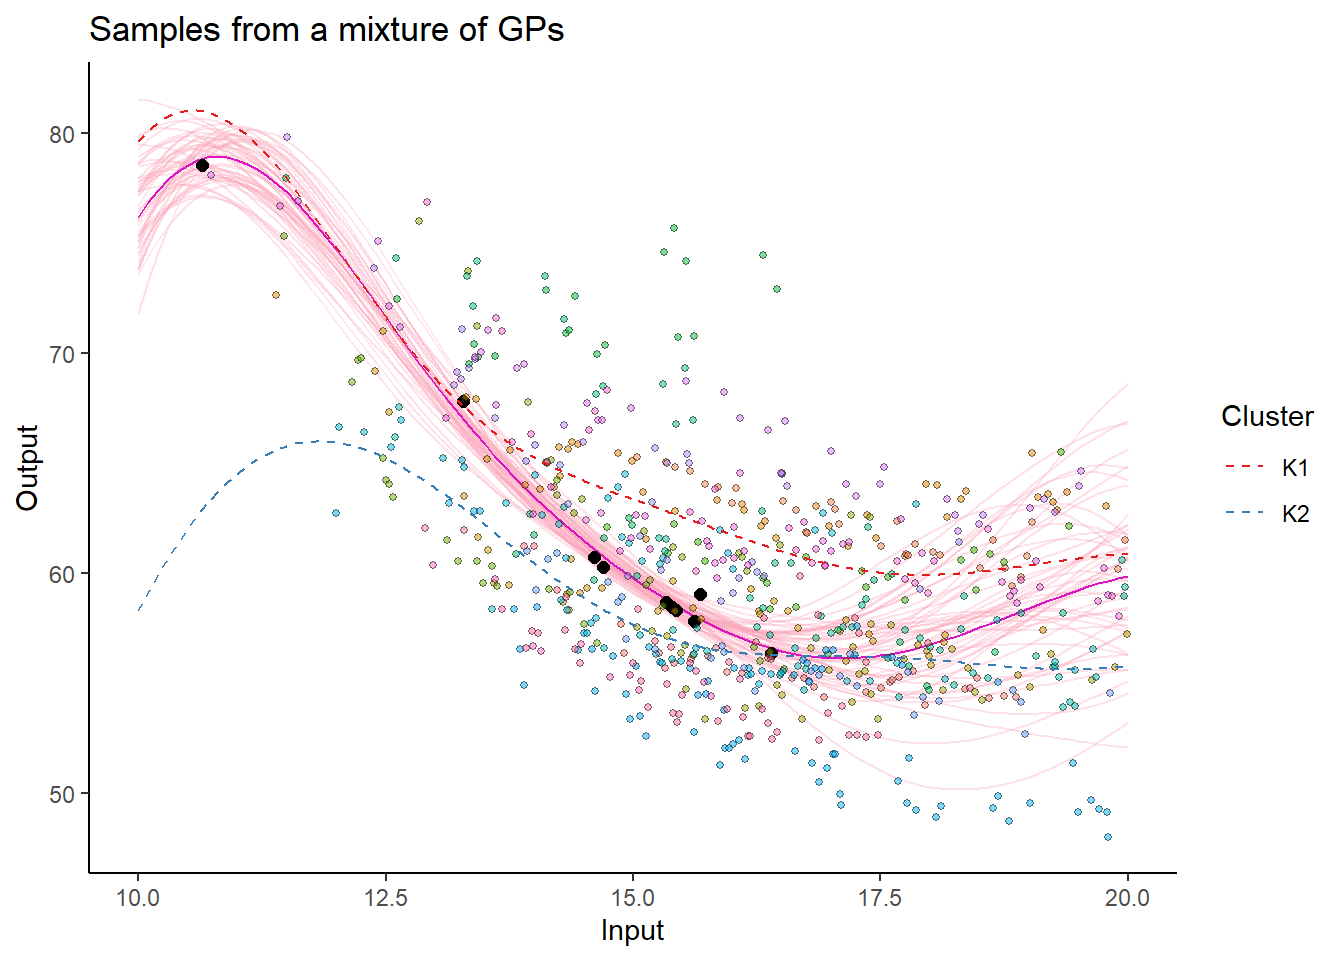 Samples from a mixture of GPs
Output
80
70
60
50
10.0 12.5 15.0 17.5 20.0
Input
Cluster
K1
K2